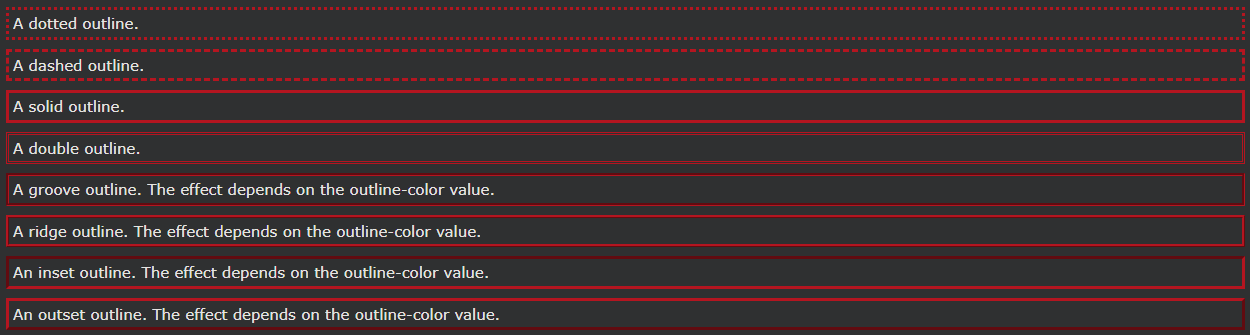 A dotted outline.
A dashed outline.
A solid outline.
A double outline.
A groove outline. The effect depends on the outline-color value.
A ridge outline. The effect depends on the outline-color value.
An inset outline. The effect depends on the outline-color value.
An outset outline. The effect depends on the outline-color value.